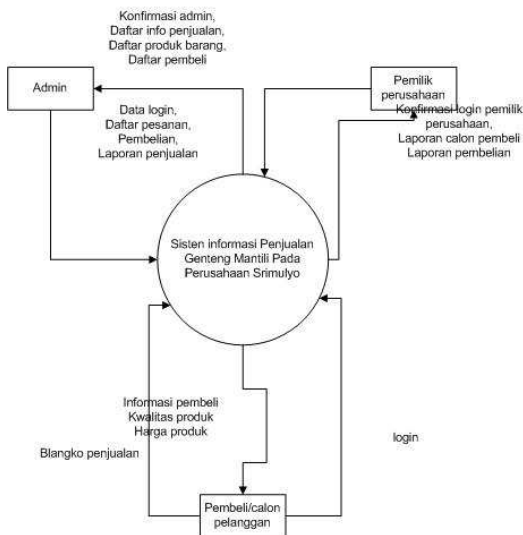 Konfirmasi admin,
Daftar info penjualan,
Daftar produk barang,
Daftar pembeli
Admin
Pemilik
perusahaan
Konfirmasi login pemilik
perusahaan,
Laporan calon pembeli
Laporan pembelian
Data login,
Daftar pesanan,
Pembelian,
Laporan penjualan
Sisten informasi Penjualan
Genteng Mantili Pada
Perusahaan Srimulyo
Informasi pembeli
Kwalitas produk
Harga produk
Blangko penjualan
login
Pembeli/calon
pelanggan